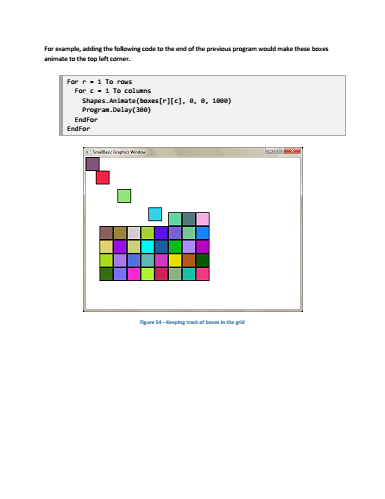 For example, adding the following code to the end of the previous program would make these boxes
animate to the top left corner.
For r = 1 To rows
For c = 1 To columns
Shapes.Animate(boxes[r][c], 0, 0, 1000)
Program.Delay(300)
EndFor
EndFor
SmallBasic Graphics Window
Figure 54 - Keeping track of boxes in the grid